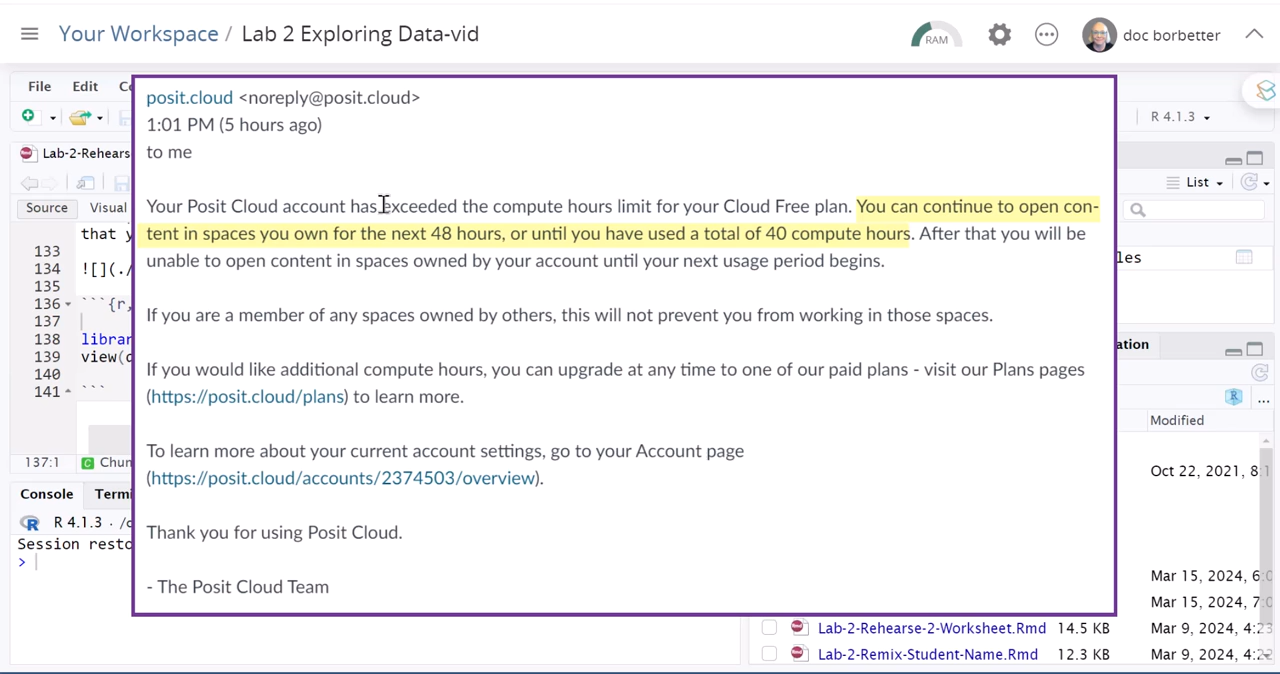 Your Workspace / Lab 2 Exploring Data-vid
RAM
doc borbetter
File Edit
R 4.1.3
posit.cloud <noreply@posit.cloud>
1:01 PM (5 hours ago)
to me
Your Posit Cloud account has exceeded the compute hours limit for your Cloud Free plan. You can continue to open con-
tent in spaces you own for the next 48 hours, or until you have used a total of 40 compute hours. After that you will be
unable to open content in spaces owned by your account until your next usage period begins.
If you are a member of any spaces owned by others, this will not prevent you from working in those spaces.
If you would like additional compute hours, you can upgrade at any time to one of our paid plans - visit our Plans pages
(https://posit.cloud/plans) to learn more.
To learn more about your current account settings, go to your Account page
(https://posit.cloud/accounts/2374503/overview).
Thank you for using Posit Cloud.
- The Posit Cloud Team
Lab-2-Rehears
Source Visual
that y
133
134 ![](./
135
136 ```{r,
137
138 librar
139 view(d
140
141 ```
137:1 Chun
Console Termi
R 4.1.3 · /c
Session resto
>
List
les
ation
R
...
Modified
Oct 22, 2021, 8:1
Mar 15, 2024, 6:0
Mar 15, 2024, 7:0
Lab-2-Rehearse-2-Worksheet.Rmd 14.5 KB Mar 9, 2024, 4:23
Lab-2-Remix-Student-Name.Rmd 12.3 KB Mar 9, 2024, 4:22